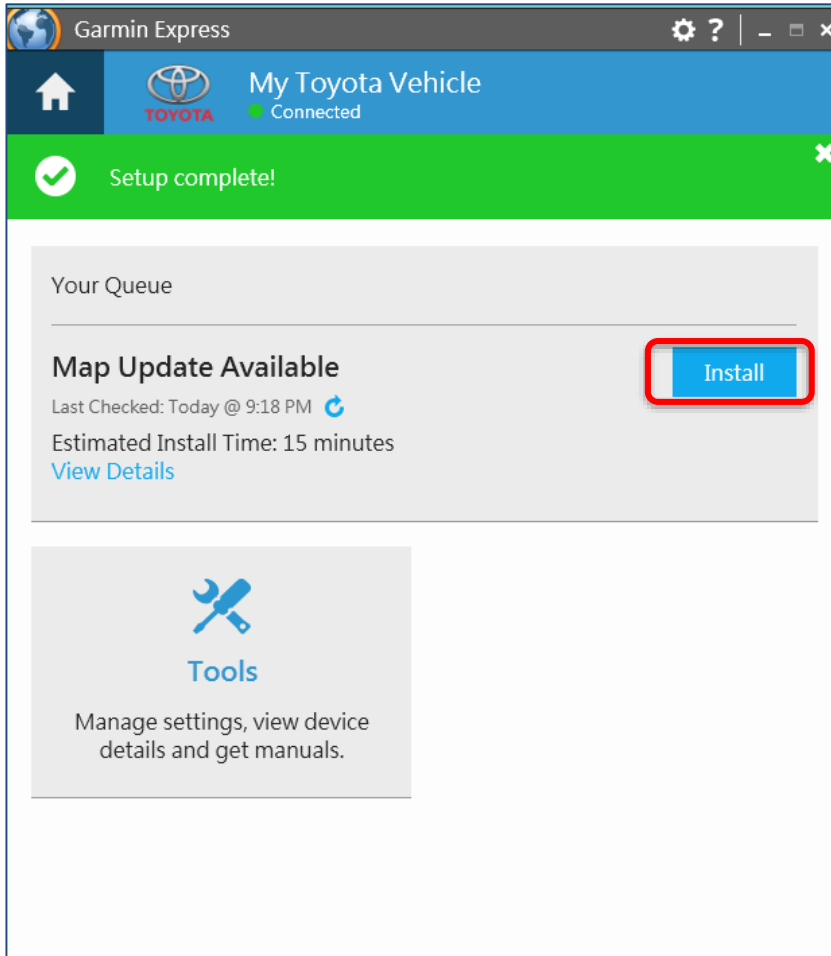 Garmin Express
?
TOYOTA
My Toyota Vehicle
Connected
Setup complete!
Your Queue
Map Update Available
Install
Last Checked: Today @ 9:18 PM
Estimated Install Time: 15 minutes
View Details
Tools
Manage settings, view device
details and get manuals.